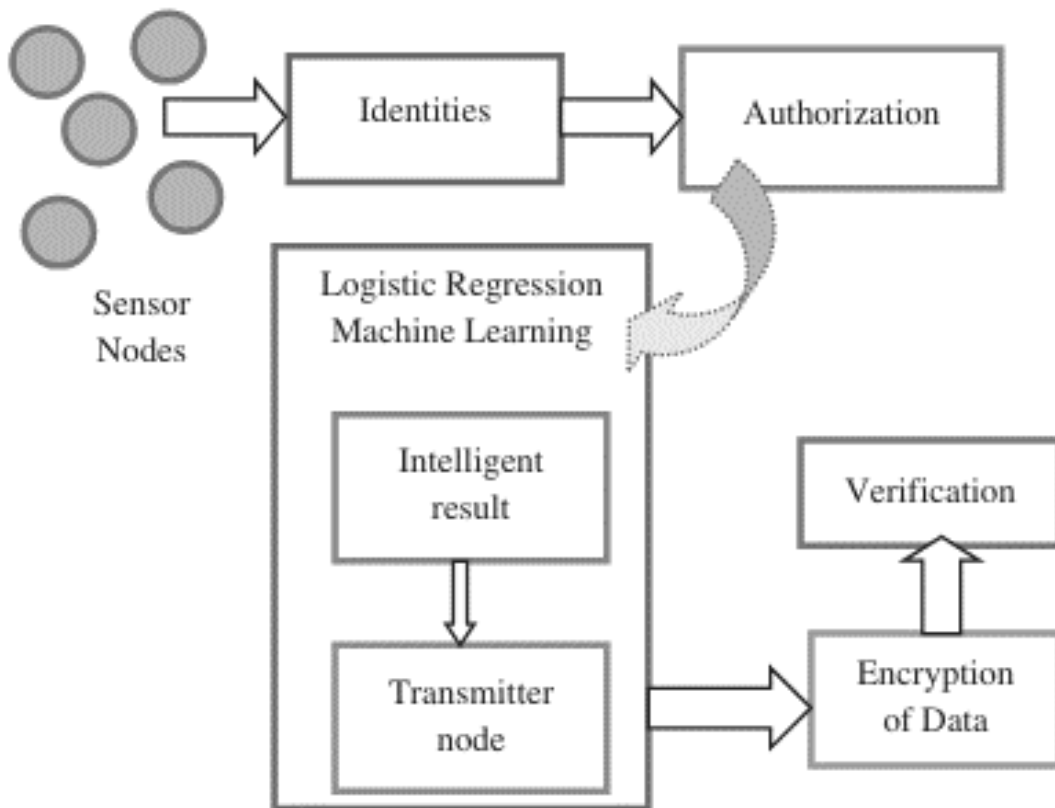 Identities
Authorization
Sensor
Nodes
Logistic Regression
Machine Learning
Intelligent
result
Transmitter
node
Encryption
of Data
Verification